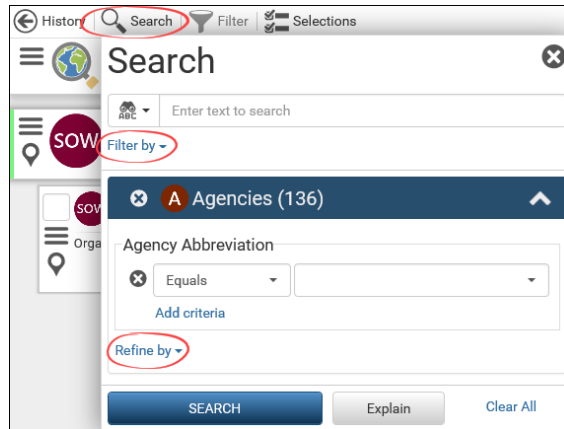 History Search Filter Selections
Search
ABC Enter text to search
Filter by
SOW
A Agencies (136)
sow
Orga
Agency Abbreviation
Equals
Add criteria
Refine by
SEARCH Explain Clear All